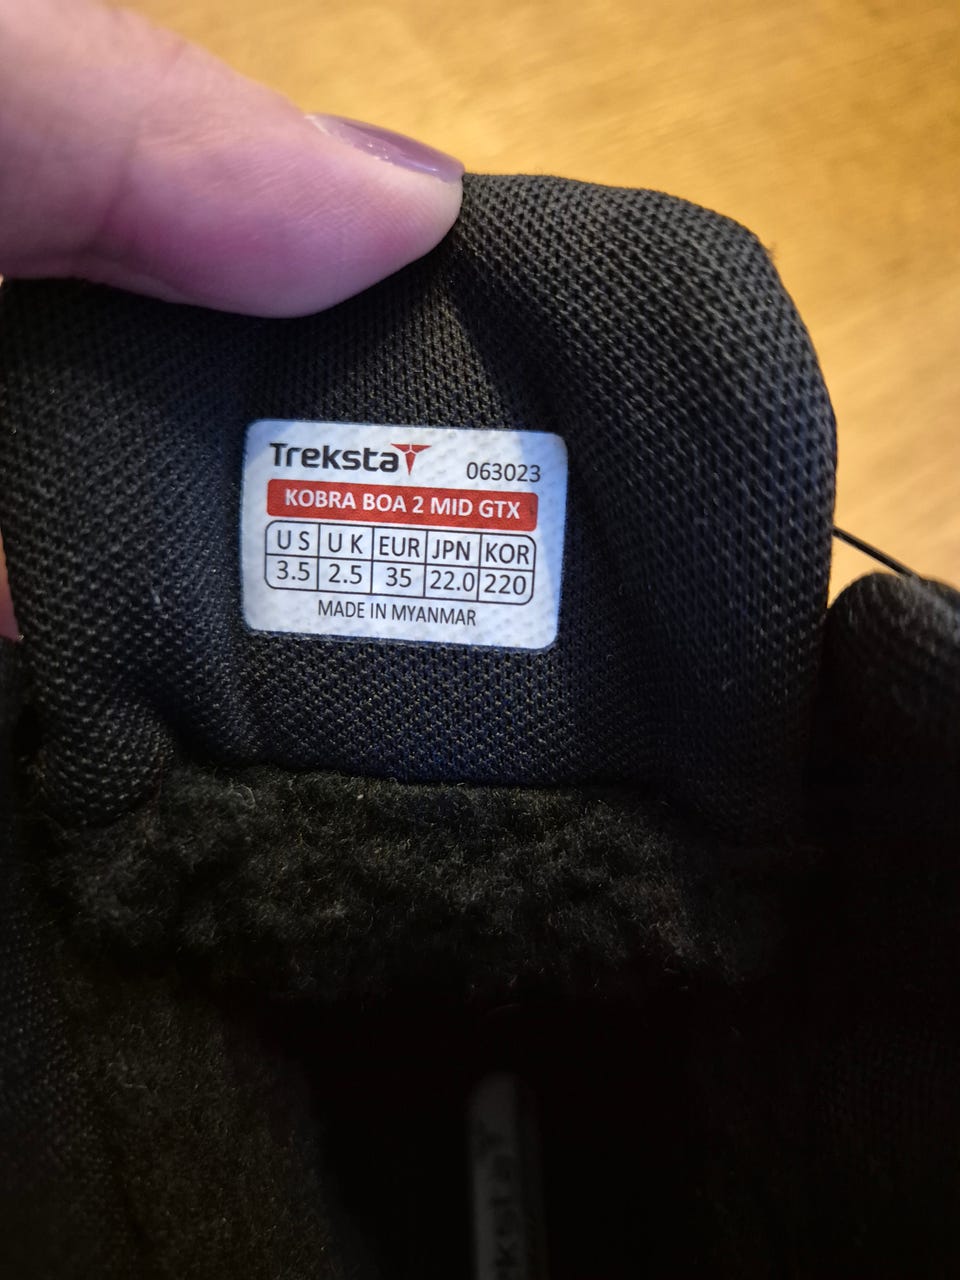 Treksta
063023
KOBRA BOA 2 MID GTX
US UK EUR JPN KOR
3.5 2.5 35 22.0 220
MADE IN MYANMAR